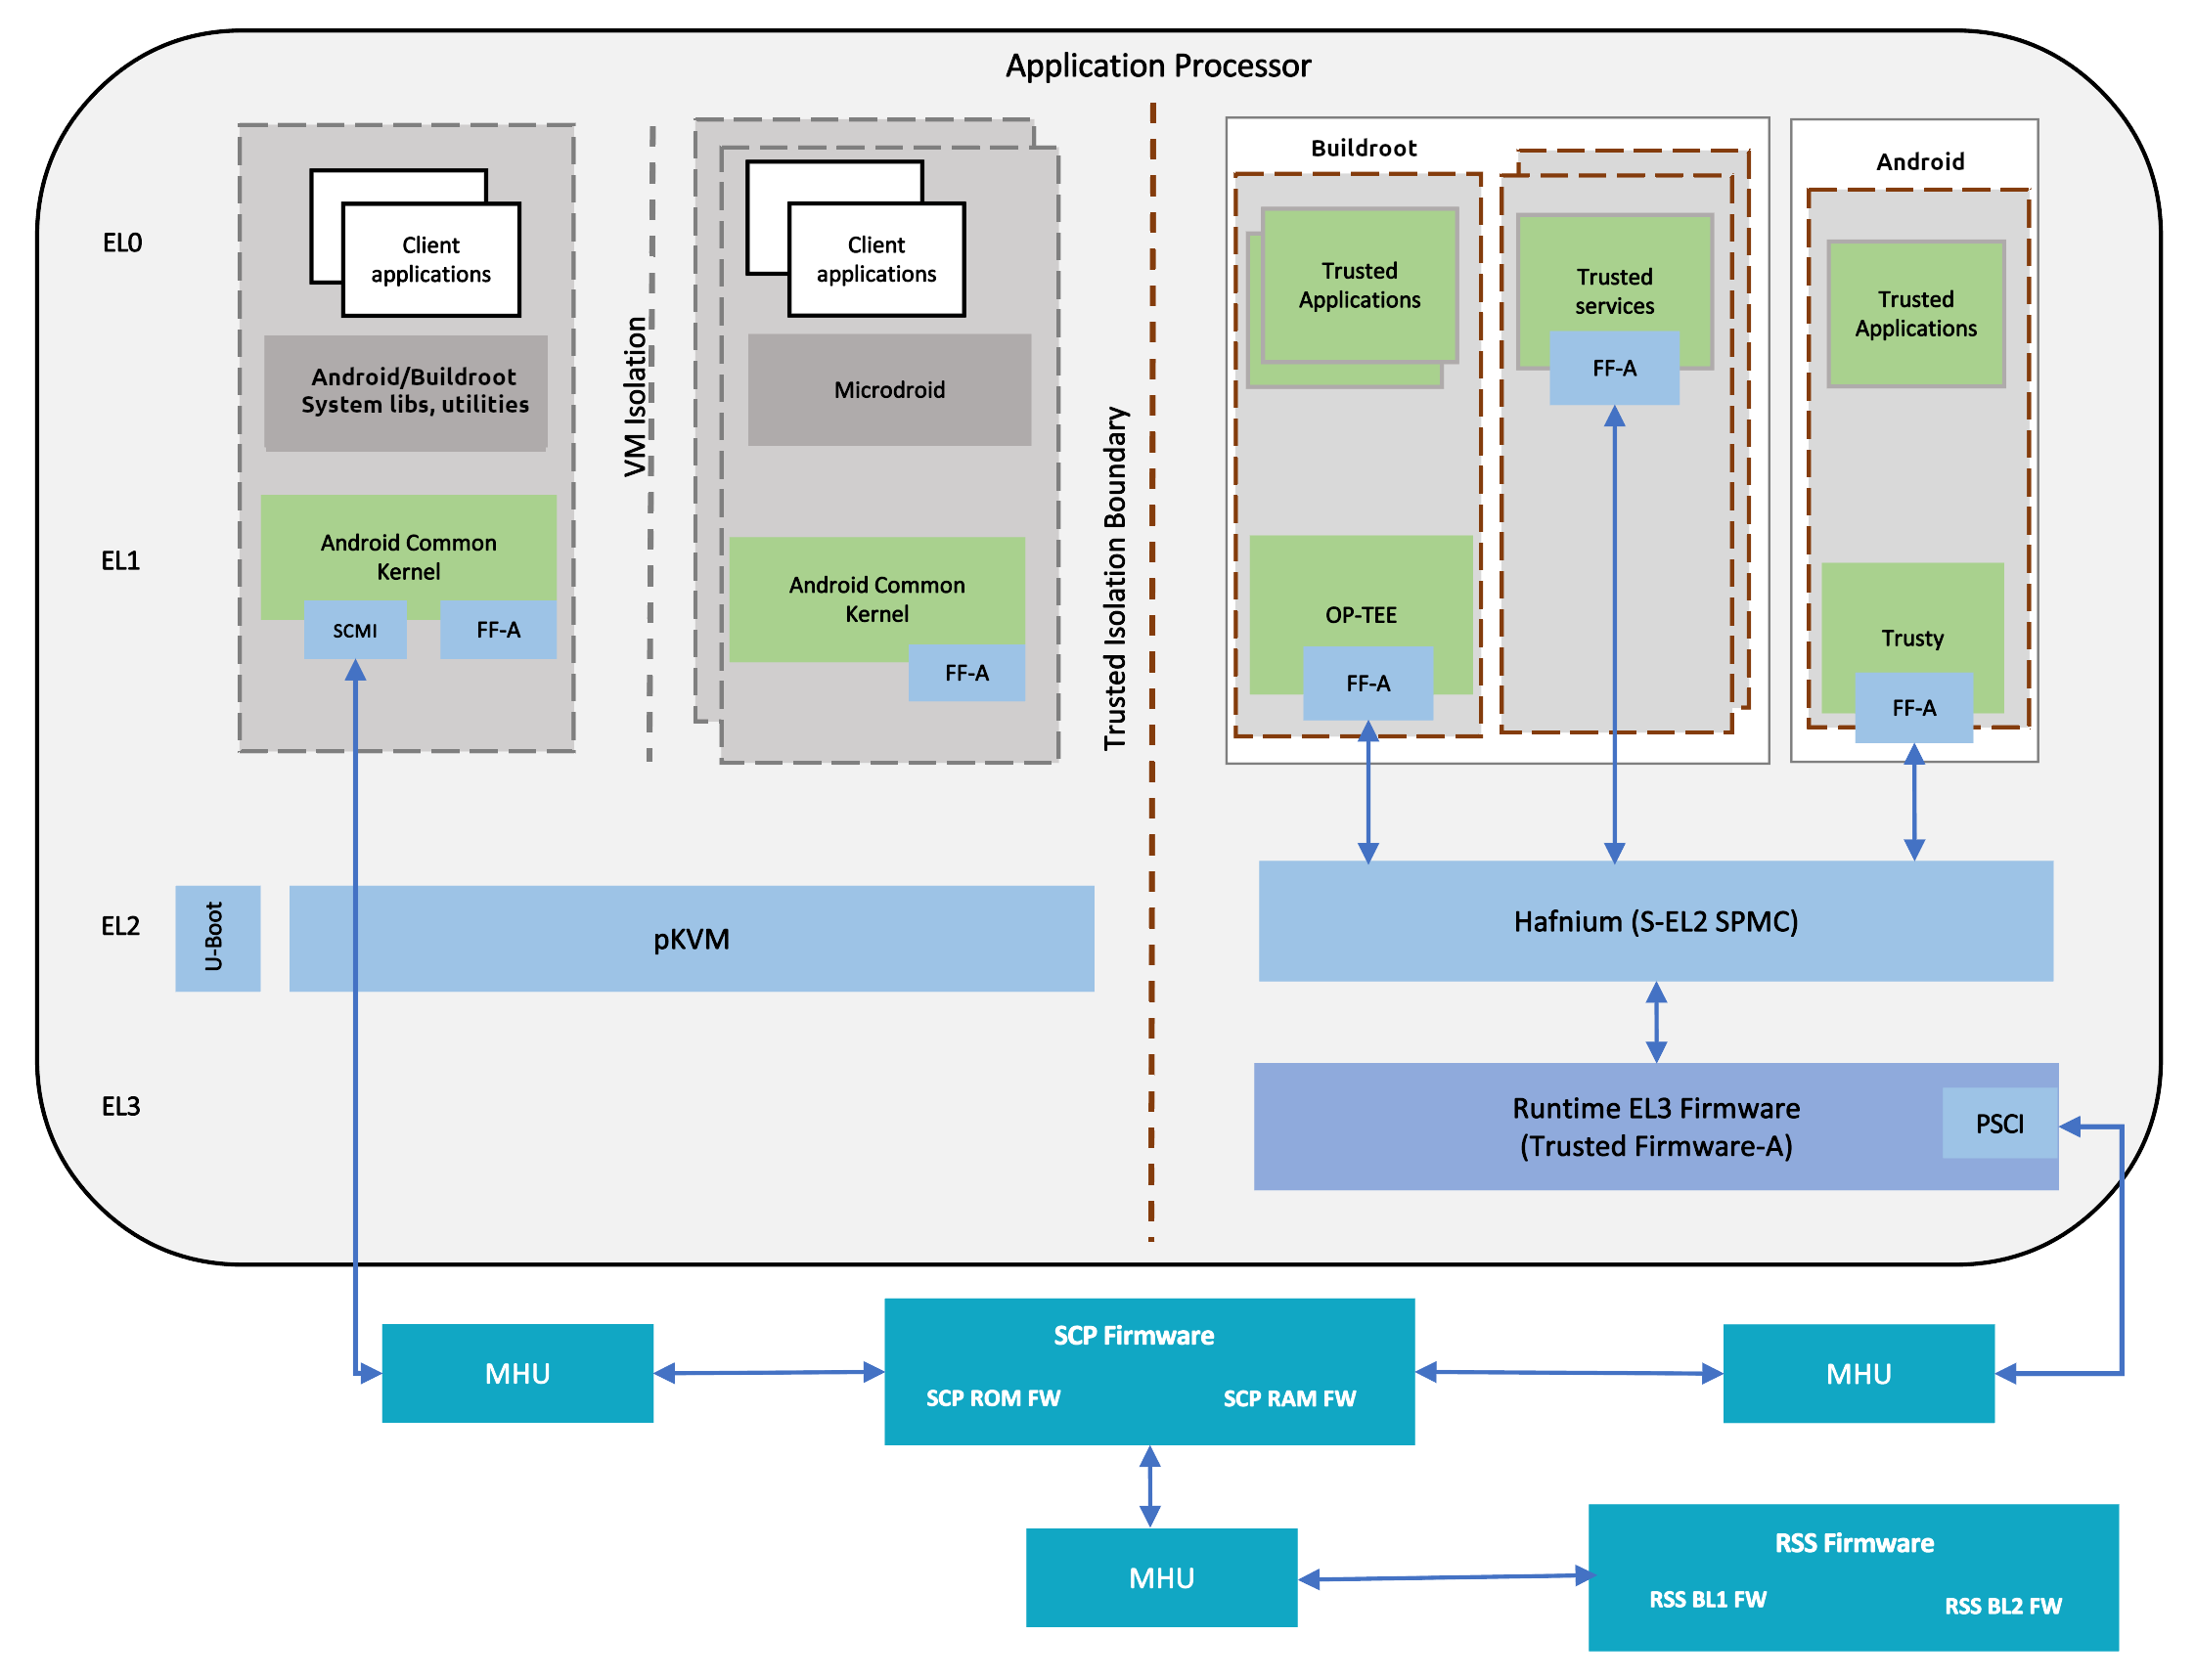 Application Processor
EL0
EL1
EL2
EL3
Client
applications
Android/Buildroot
System libs, utilities
Android Common
Kernel
SCMI
FF-A
VM Isolation
Client
applications
Microdroid
Android Common
Kernel
FF-A
Trusted Isolation Boundary
Buildroot
Trusted
Applications
OP-TEE
FF-A
Trusted
services
FF-A
Android
Trusted
Applications
Trusty
FF-A
U-Boot
pKVM
Hafnium (S-EL2 SPMC)
Runtime EL3 Firmware
(Trusted Firmware-A)
PSCI
MHU
SCP Firmware
SCP ROM FW
SCP RAM FW
MHU
MHU
RSS Firmware
RSS BL1 FW
RSS BL2 FW